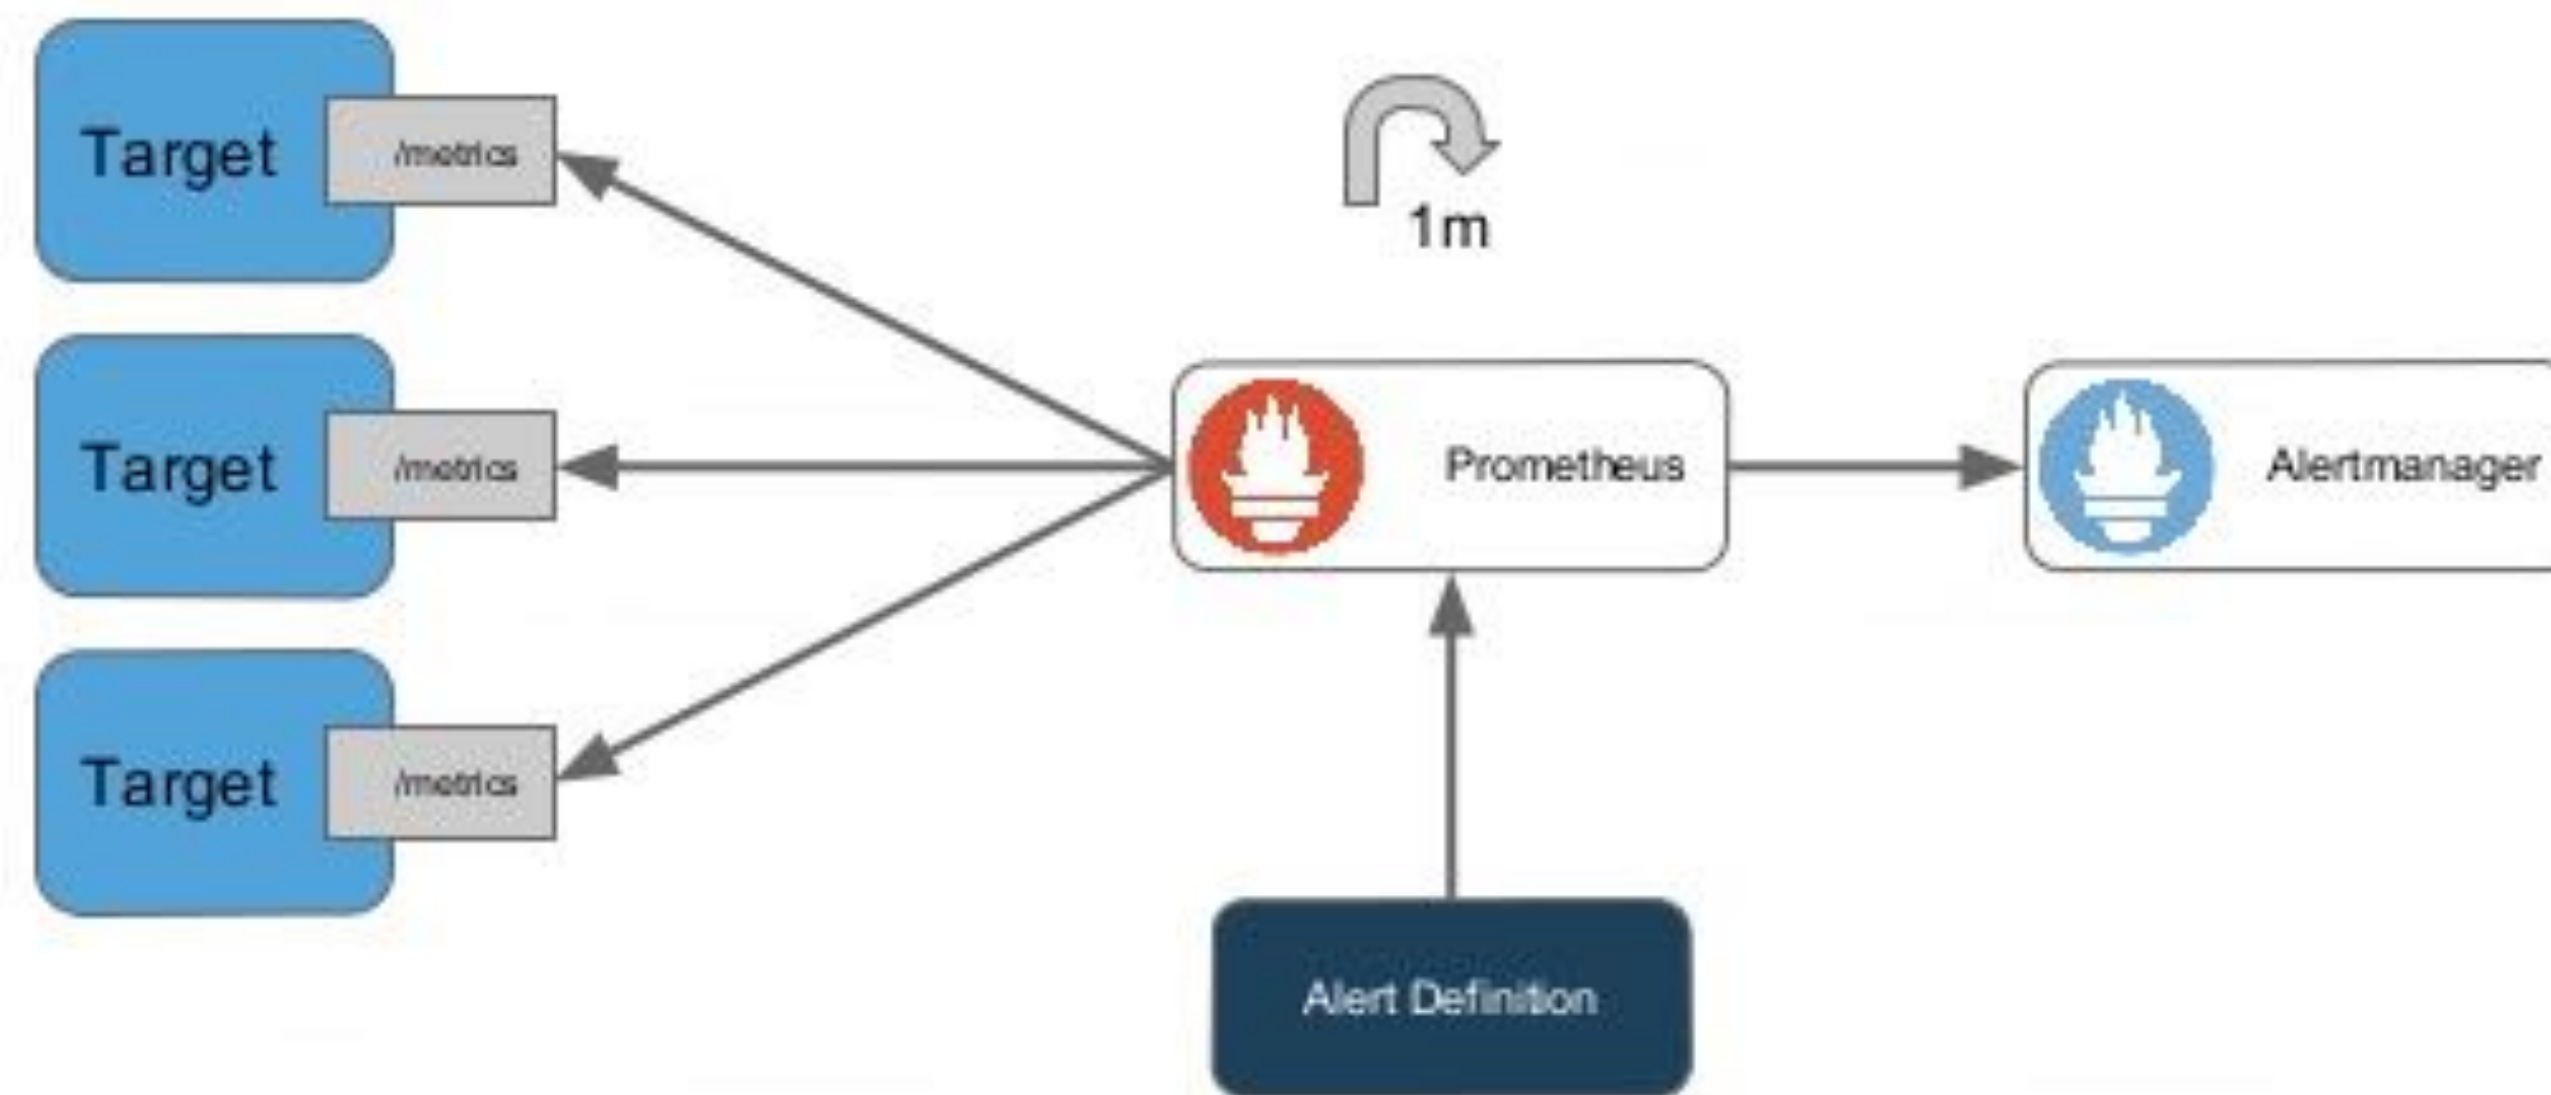 Target
/metrics
1m
Target
/metrics
Prometheus
Alertmanager
Target
/metrics
Alert Definition